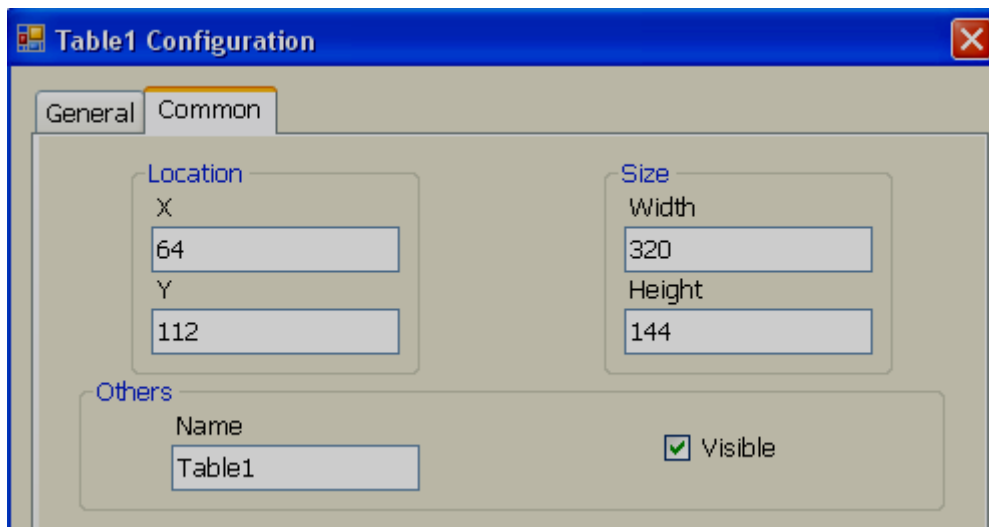 Table1 Configuration
General
Common
Location
X
64
Y
112
Size
Width
320
Height
144
Others
Name
Table1
Visible